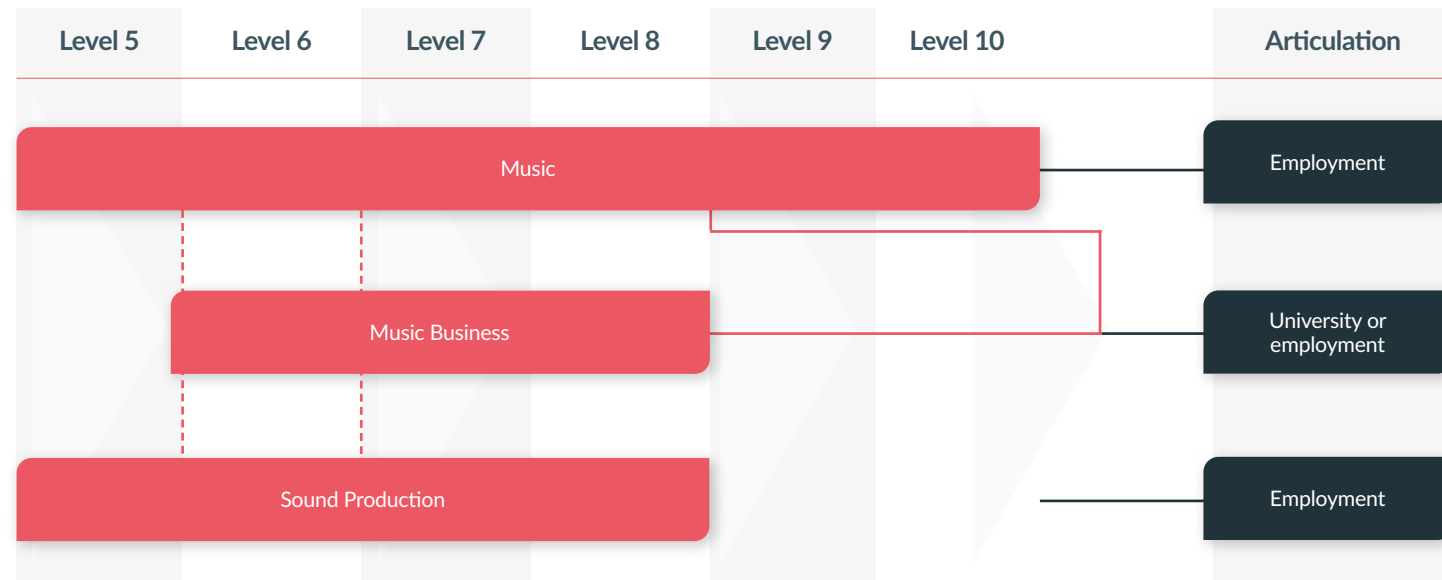 Level 5
Level 6
Level 7
Level 8
Level 9
Level 10
Articulation
Music
Employment
Music Business
University or
employment
Sound Production
Employment